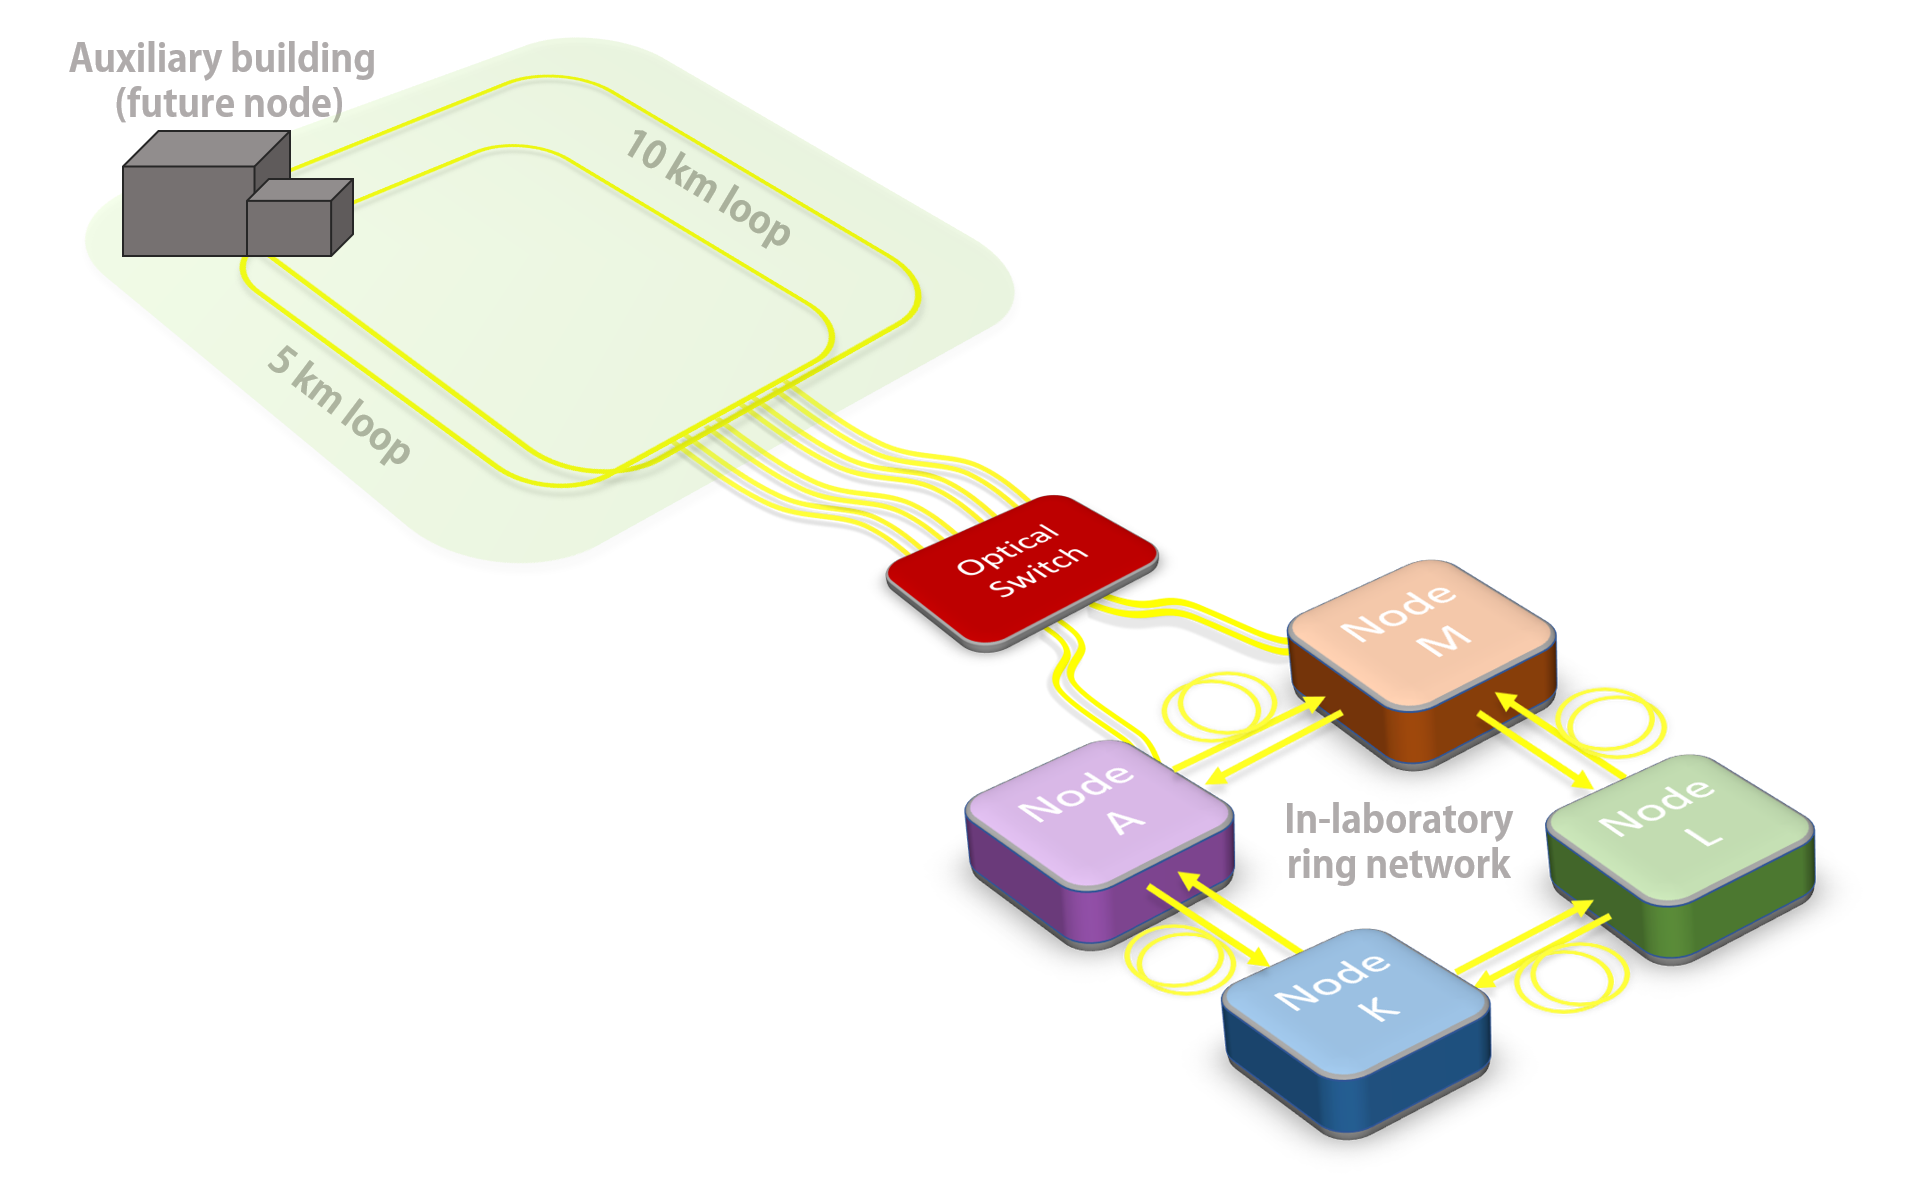 Auxiliary building
(future node)
10 km loop
5 km loop
Optical
Switch
Node
M
Node
A
In-laboratory
ring network
Node
L
Node
K